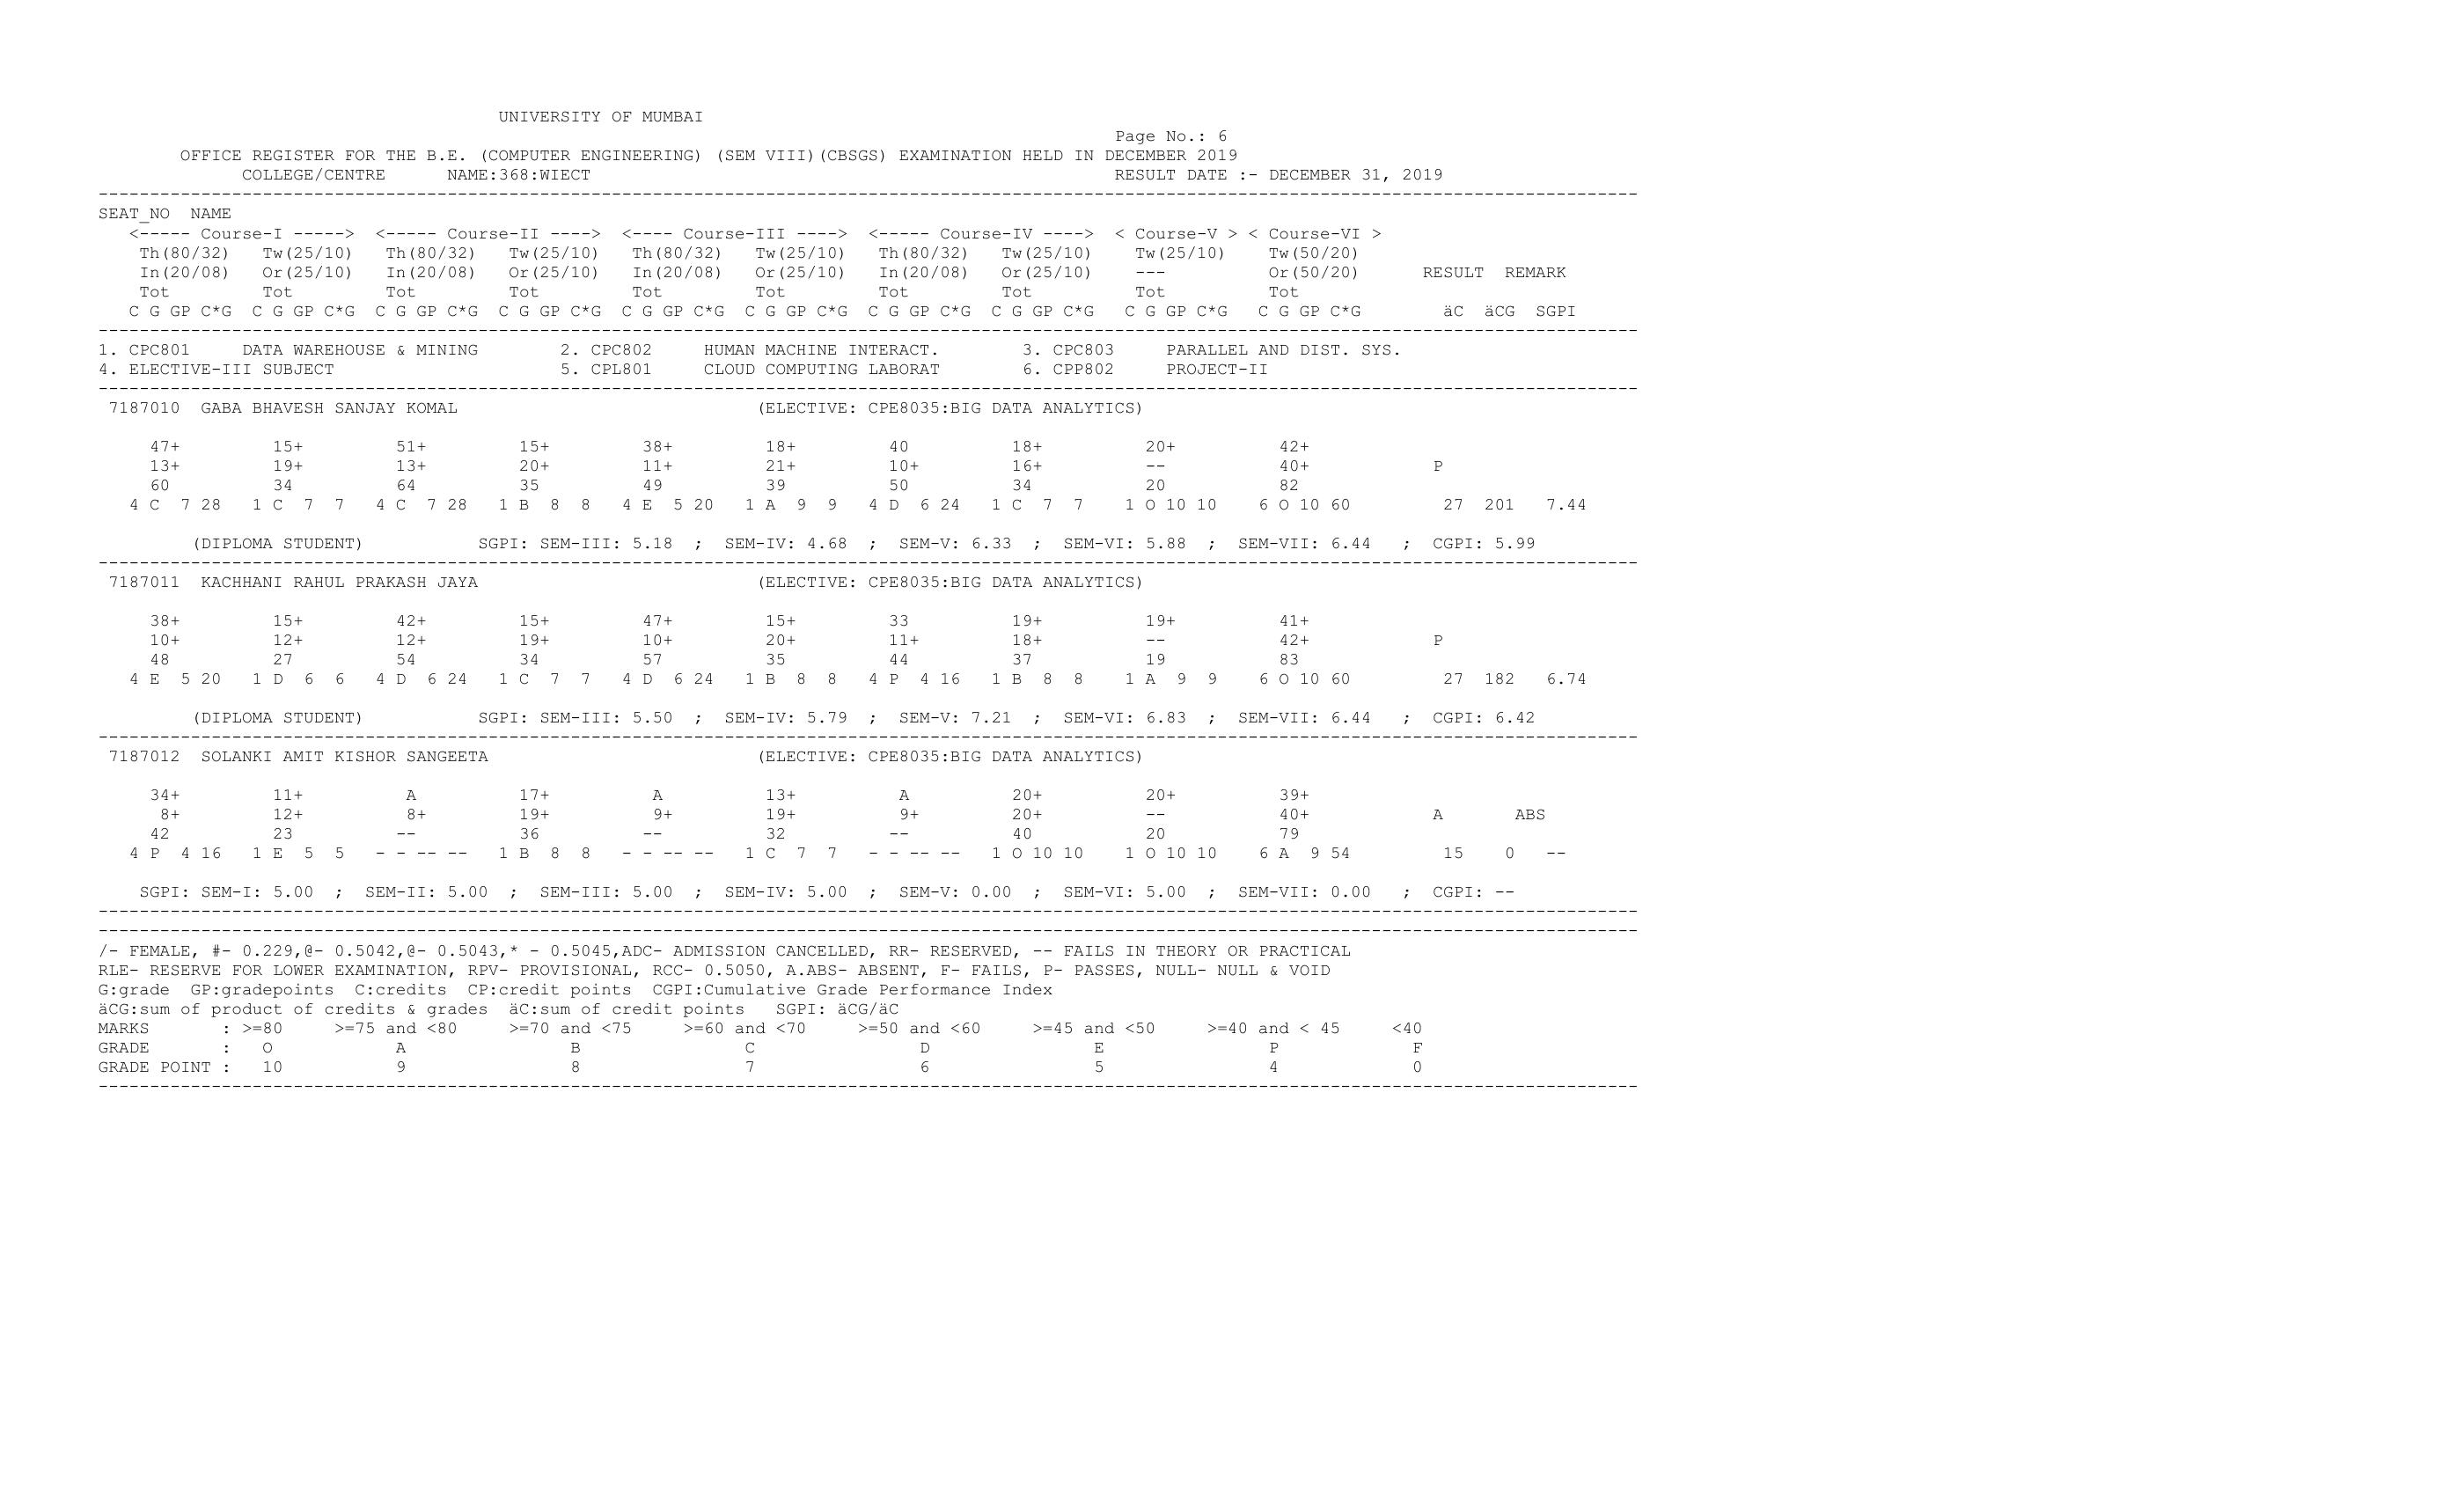 UNIVERSITY OF MUMBAI
Page No.: 6
OFFICE REGISTER FOR THE B.E. (COMPUTER ENGINEERING) (SEM VIII)(CBSGS) EXAMINATION HELD IN DECEMBER 2019
COLLEGE/CENTRE NAME:368:WIECT RESULT DATE :- DECEMBER 31, 2019
SEAT_NO NAME
<----- Course-I -----> <----- Course-II ----> <---- Course-III ----> <----- Course-IV ----> < Course-V > < Course-VI >
Th(80/32) Tw(25/10) Th(80/32) Tw(25/10) Th(80/32) Tw(25/10) Th(80/32) Tw(25/10) Tw(25/10) Tw(50/20)
In(20/08) Or(25/10) In(20/08) Or(25/10) In(20/08) Or(25/10) In(20/08) Or(25/10) --- Or(50/20) RESULT REMARK
Tot Tot Tot Tot Tot Tot Tot Tot Tot Tot
C G GP C*G C G GP C*G C G GP C*G C G GP C*G C G GP C*G C G GP C*G C G GP C*G C G GP C*G C G GP C*G C G GP C*G äC äCG SGPI
1. CPC801 DATA WAREHOUSE & MINING 2. CPC802 HUMAN MACHINE INTERACT. 3. CPC803 PARALLEL AND DIST. SYS.
4. ELECTIVE-III SUBJECT 5. CPL801 CLOUD COMPUTING LABORAT 6. CPP802 PROJECT-II
7187010 GABA BHAVESH SANJAY KOMAL (ELECTIVE: CPE8035:BIG DATA ANALYTICS)
47+ 15+ 51+ 15+ 38+ 18+ 40 18+ 20+ 42+
13+ 19+ 13+ 20+ 11+ 21+ 10+ 16+ -- 40+ P
60 34 64 35 49 39 50 34 20 82
4 C 7 28 1 C 7 7 4 C 7 28 1 B 8 8 4 E 5 20 1 A 9 9 4 D 6 24 1 C 7 7 1 O 10 10 6 O 10 60 27 201 7.44
(DIPLOMA STUDENT) SGPI: SEM-III: 5.18 ; SEM-IV: 4.68 ; SEM-V: 6.33 ; SEM-VI: 5.88 ; SEM-VII: 6.44 ; CGPI: 5.99
7187011 KACHHANI RAHUL PRAKASH JAYA (ELECTIVE: CPE8035:BIG DATA ANALYTICS)
38+ 15+ 42+ 15+ 47+ 15+ 33 19+ 19+ 41+
10+ 12+ 12+ 19+ 10+ 20+ 11+ 18+ -- 42+ P
48 27 54 34 57 35 44 37 19 83
4 E 5 20 1 D 6 6 4 D 6 24 1 C 7 7 4 D 6 24 1 B 8 8 4 P 4 16 1 B 8 8 1 A 9 9 6 O 10 60 27 182 6.74
(DIPLOMA STUDENT) SGPI: SEM-III: 5.50 ; SEM-IV: 5.79 ; SEM-V: 7.21 ; SEM-VI: 6.83 ; SEM-VII: 6.44 ; CGPI: 6.42
7187012 SOLANKI AMIT KISHOR SANGEETA (ELECTIVE: CPE8035:BIG DATA ANALYTICS)
34+ 11+ A 17+ A 13+ A 20+ 20+ 39+
8+ 12+ 8+ 19+ 9+ 19+ 9+ 20+ -- 40+ A ABS
42 23 -- 36 -- 32 -- 40 20 79
4 P 4 16 1 E 5 5 - - -- -- 1 B 8 8 - - -- -- 1 C 7 7 - - -- -- 1 O 10 10 1 O 10 10 6 A 9 54 15 0 --
SGPI: SEM-I: 5.00 ; SEM-II: 5.00 ; SEM-III: 5.00 ; SEM-IV: 5.00 ; SEM-V: 0.00 ; SEM-VI: 5.00 ; SEM-VII: 0.00 ; CGPI: --
/- FEMALE, #- 0.229,@- 0.5042,@- 0.5043,* - 0.5045,ADC- ADMISSION CANCELLED, RR- RESERVED, -- FAILS IN THEORY OR PRACTICAL
RLE- RESERVE FOR LOWER EXAMINATION, RPV- PROVISIONAL, RCC- 0.5050, A.ABS- ABSENT, F- FAILS, P- PASSES, NULL- NULL & VOID
G:grade GP:gradepoints C:credits CP:credit points CGPI:Cumulative Grade Performance Index
äCG:sum of product of credits & grades äC:sum of credit points SGPI: äCG/äC
MARKS : >=80 >=75 and <80 >=70 and <75 >=60 and <70 >=50 and <60 >=45 and <50 >=40 and < 45 <40
GRADE : O A B C D E P F
GRADE POINT : 10 9 8 7 6 5 4 0